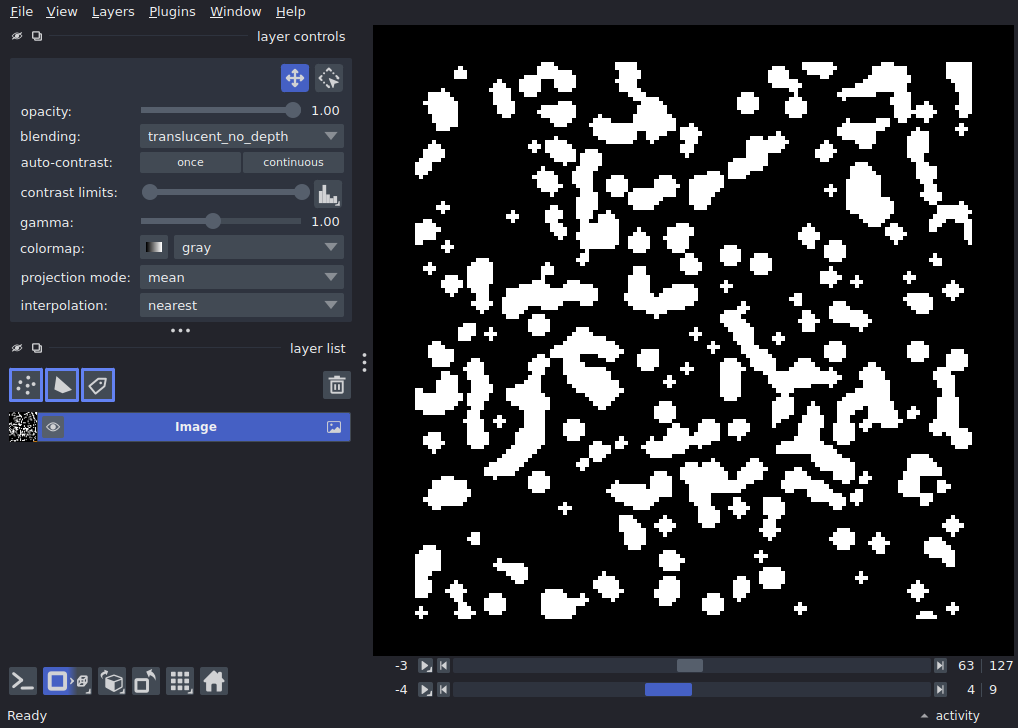 File View Layers Plugins Window Help
layer controls
opacity: 1.00
blending: translucent_no_depth
auto-contrast: once continuous
contrast limits:
gamma: 1.00
colormap: gray
projection mode: mean
interpolation: nearest
layer list
Image
-3 63 127
-4 4 9
Ready activity